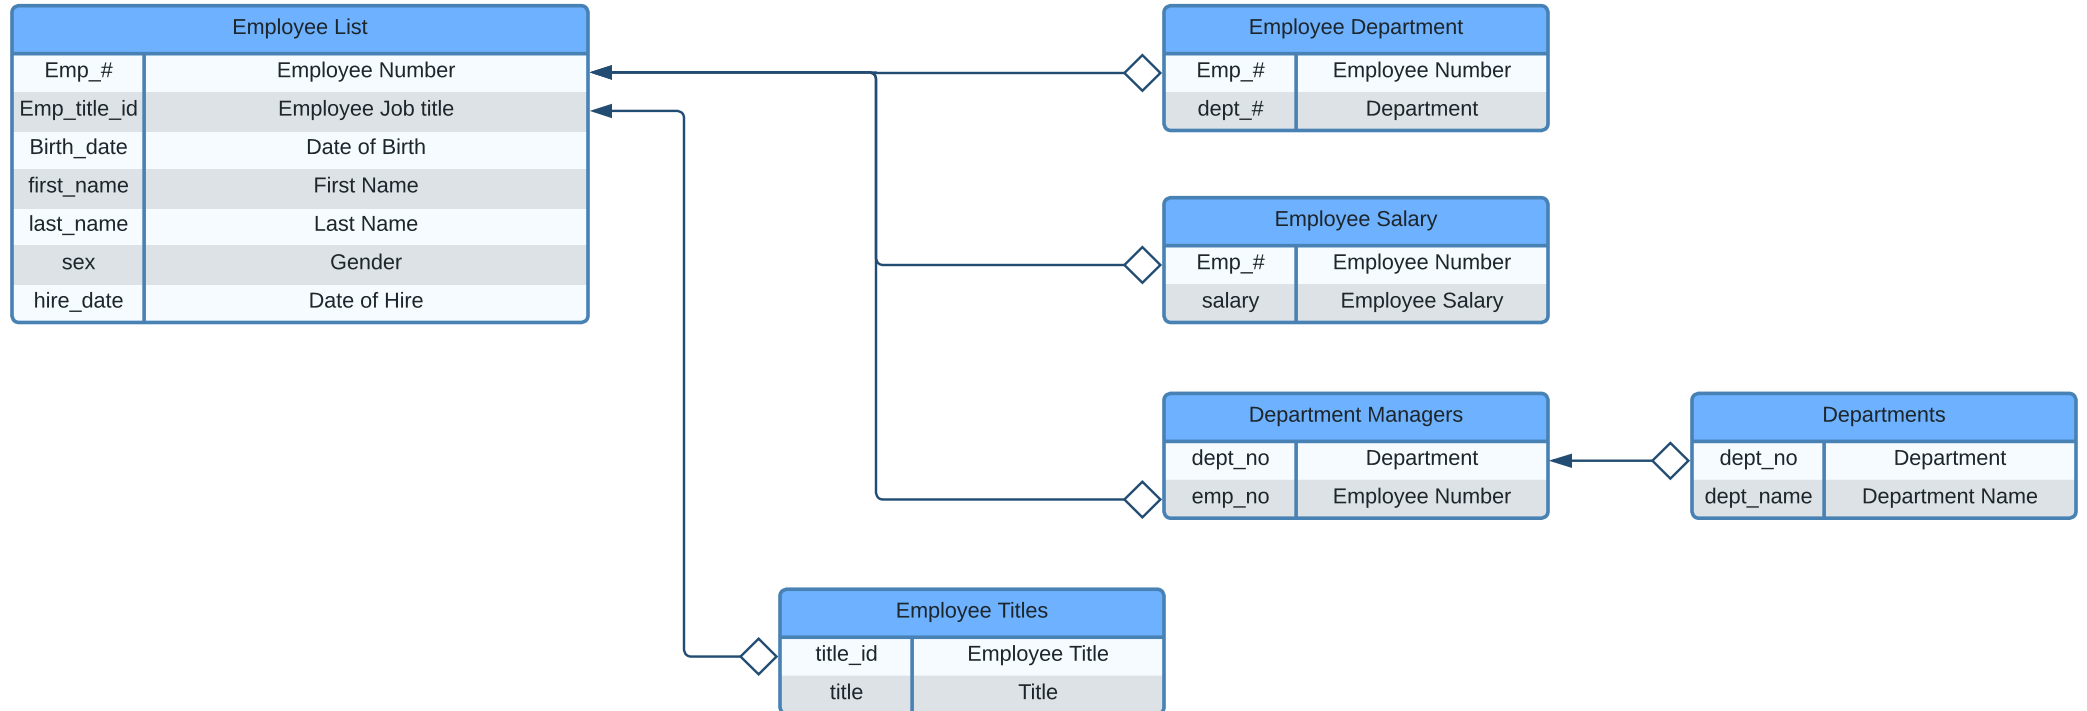 Employee List
Emp_# Employee Number
Emp_title_id Employee Job title
Birth_date Date of Birth
first_name First Name
last_name Last Name
sex Gender
hire_date Date of Hire
Employee Department
Emp_# Employee Number
dept_# Department
Employee Salary
Emp_# Employee Number
salary Employee Salary
Department Managers
dept_no Department
emp_no Employee Number
Departments
dept_no Department
dept_name Department Name
Employee Titles
title_id Employee Title
title Title